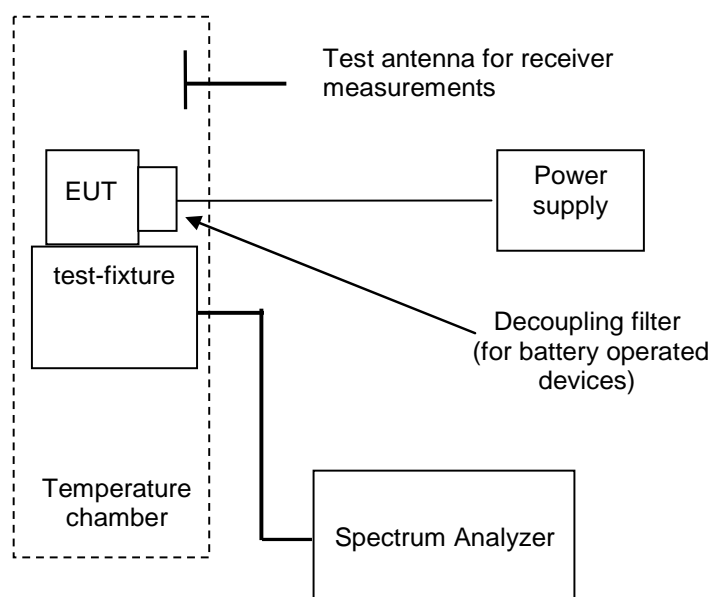 Test antenna for receiver
measurements
EUT
Power
supply
test-fixture
Decoupling filter
(for battery operated
devices)
Temperature
chamber
Spectrum Analyzer